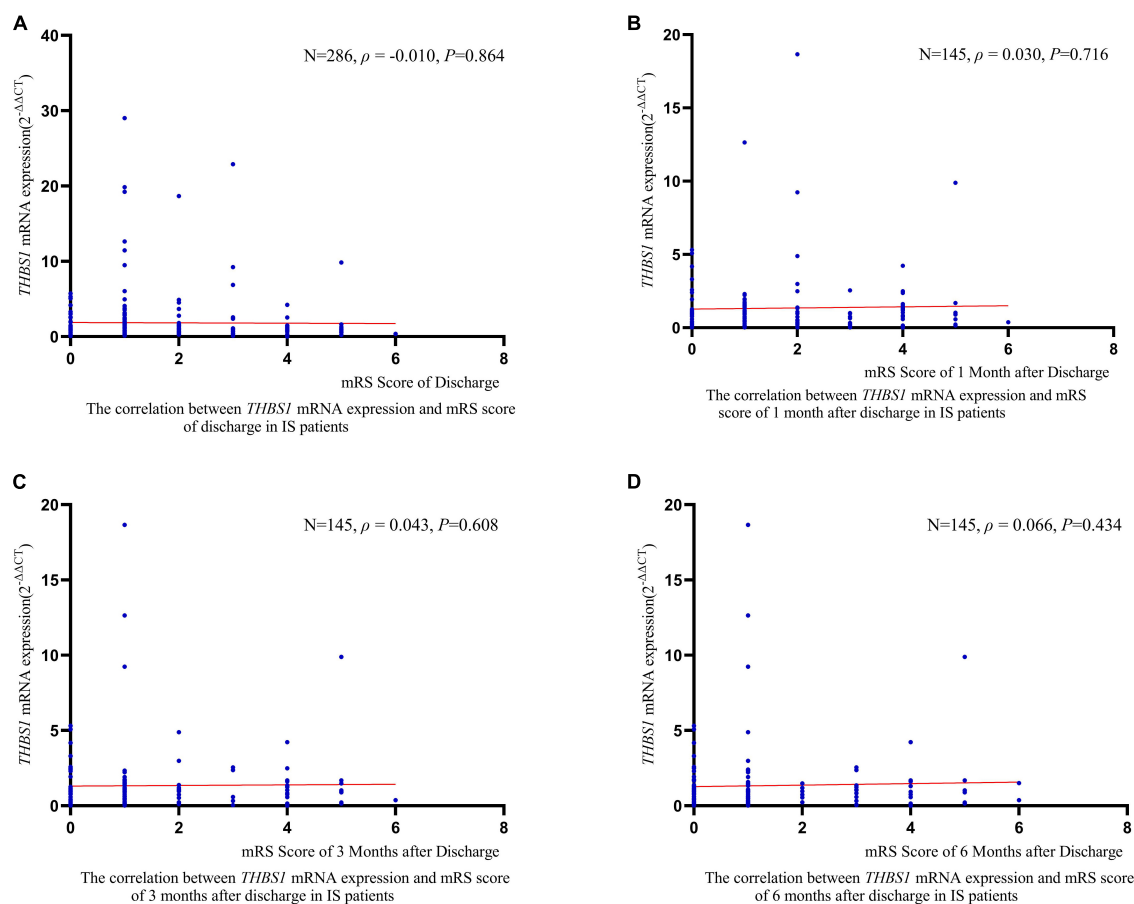 A
N=286, ρ = -0.010, P=0.864
THBS1 mRNA expression(2-ΔΔCT)
40
30
20
10
0
0 2 4 6 8
mRS Score of Discharge
The correlation between THBS1 mRNA expression and mRS score
of discharge in IS patients
B
N=145, ρ = 0.030, P=0.716
THBS1 mRNA expression(2-ΔΔCT)
20
15
10
5
0
0 2 4 6 8
mRS Score of 1 Month after Discharge
The correlation between THBS1 mRNA expression and mRS
score of 1 month after discharge in IS patients
C
N=145, ρ = 0.043, P=0.608
THBS1 mRNA expression(2-ΔΔCT)
20
15
10
5
0
0 2 4 6 8
mRS Score of 3 Months after Discharge
The correlation between THBS1 mRNA expression and mRS score
of 3 months after discharge in IS patients
D
N=145, ρ = 0.066, P=0.434
THBS1 mRNA expression(2-ΔΔCT)
20
15
10
5
0
0 2 4 6 8
mRS Score of 6 Months after Discharge
The correlation between THBS1 mRNA expression and mRS score
of 6 months after discharge in IS patients